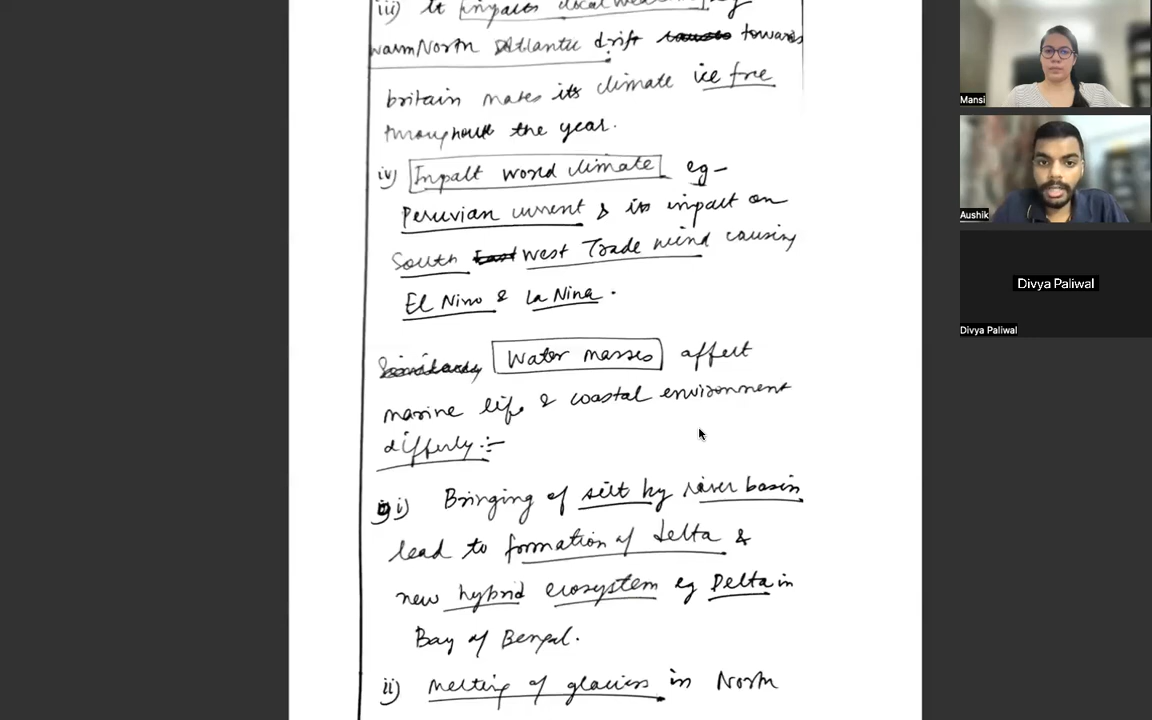 iii) It impacts local weather eg
warm North Atlantic drift towards
britain makes its climate ice free
throughout the year.
iv) Impact world climate eg-
Peruvian current & its impact on
South East West Trade wind causing
El Nino & La Nina.
Similarly Water masses affect
marine life & coastal environment
differly :-
i) Bringing of silt by river basin
lead to formation of delta &
new hybrid ecosystem eg Delta in
Bay of Bengal.
ii) Melting of glaciers in North
Mansi
Aushik
Divya Paliwal
Divya Paliwal